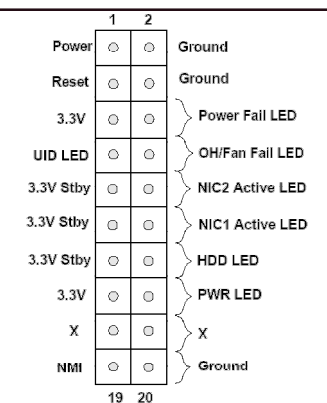 1 2
Power Ground
Reset Ground
3.3V Power Fail LED
UID LED OH/Fan Fail LED
3.3V Stby NIC2 Active LED
3.3V Stby NIC1 Active LED
3.3V Stby HDD LED
3.3V PWR LED
X X
NMI Ground
19 20